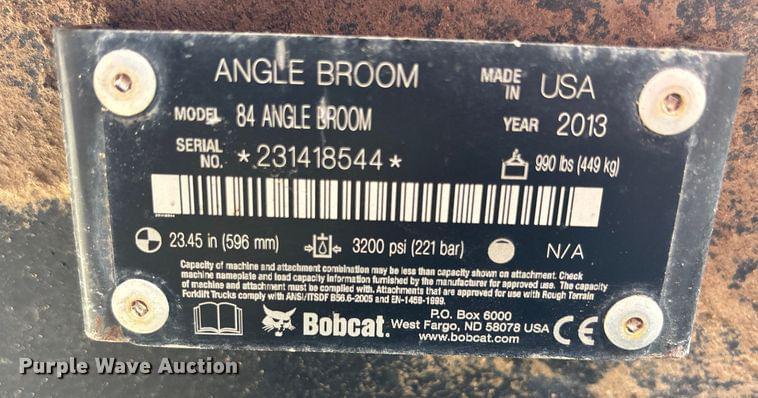 ANGLE BROOM MADE IN USA
MODEL 84 ANGLE BROOM YEAR 2013
SERIAL NO. *231418544* 990 lbs (449 kg)
231418544
23.45 in (596 mm) 3200 psi (221 bar) N/A
Capacity of machine and attachment combination may be less than capacity shown on attachment. Check
machine nameplate and load capacity information furnished by the manufacturer for approved use. The capacity
of machine and attachment must be complied with. Attachments that are approved for use with Rough Terrain
Forklift Trucks comply with ANSI/ITSDF B56.6-2005 and EN-1459-1999.
Bobcat.
P.O. Box 6000
West Fargo, ND 58078 USA
www.bobcat.com
CE
Purple Wave Auction